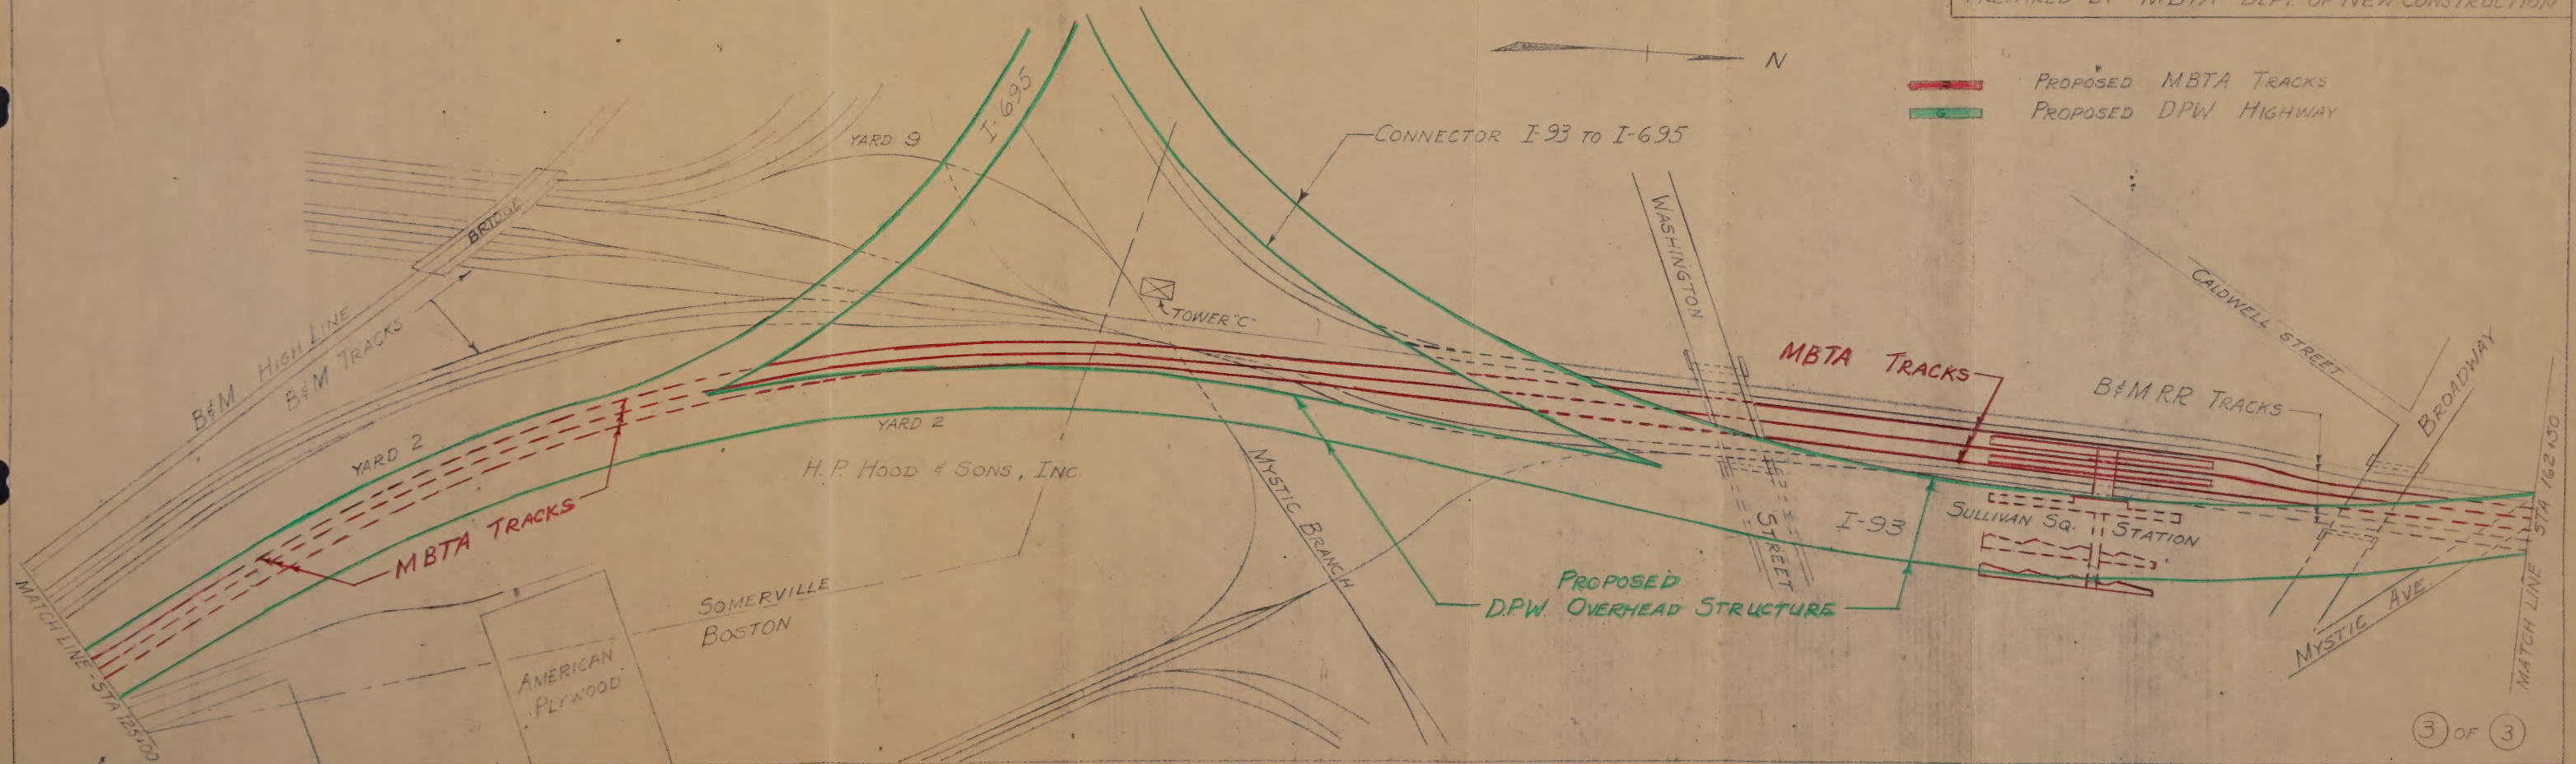 PREPARED BY MBTA DEPT. OF NEW CONSTRUCTION
N
PROPOSED MBTA TRACKS
PROPOSED DPW HIGHWAY
I-695
YARD 9
CONNECTOR I-93 TO I-695
BRIDGE
WASHINGTON
STREET
CALDWELL STREET
TOWER "C"
B&M HIGH LINE
B&M TRACKS
MBTA TRACKS
B&M RR TRACKS
BROADWAY
YARD 2
YARD 2
H.P. HOOD & SONS, INC
MYSTIC BRANCH
I-93
SULLIVAN SQ. STATION
MBTA TRACKS
PROPOSED
D.P.W. OVERHEAD STRUCTURE
SOMERVILLE
BOSTON
AMERICAN
PLYWOOD
MYSTIC AVE.
MATCH LINE - STA 125+00
MATCH LINE STA 162+50
3 OF 3